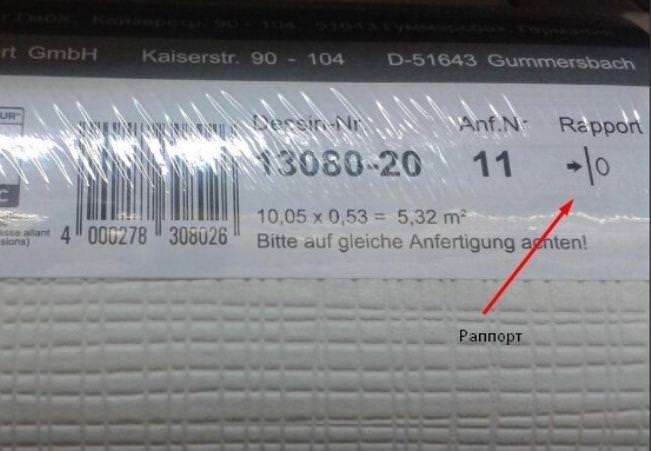 rt GmbH Kaiserstr. 90 - 104 D-51643 Gummersbach
Dessin-Nr. Anf.Nr Rapport
13080-20 11 0
10,05 x 0,53 = 5,32 m²
Bitte auf gleiche Anfertigung achten!
4 000278 308026
Раппорт